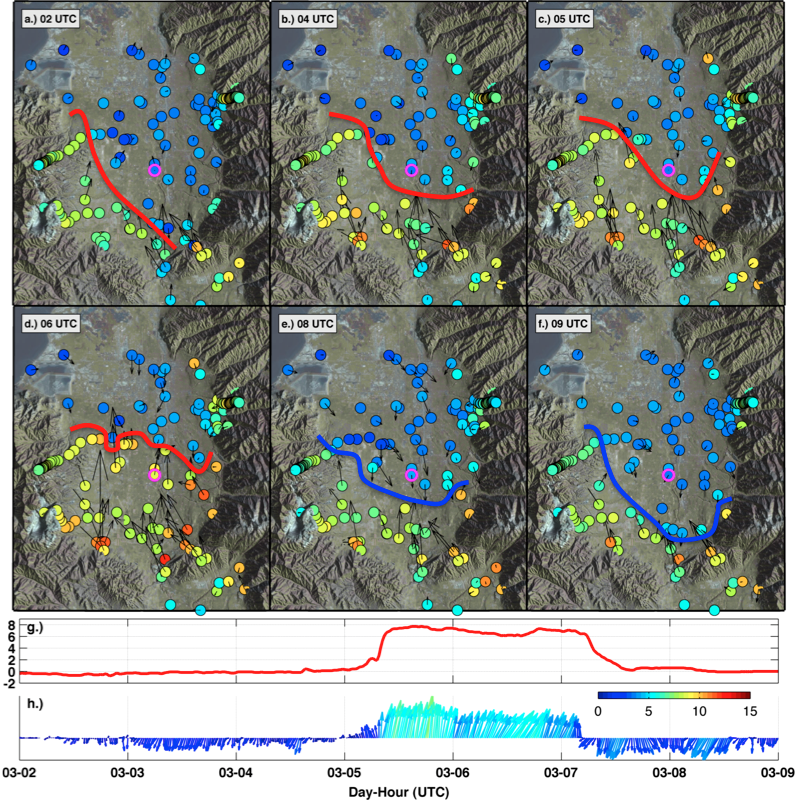 a.) 02 UTC
b.) 04 UTC
c.) 05 UTC
d.) 06 UTC
e.) 08 UTC
f.) 09 UTC
g.)
8
6
4
2
0
-2
h.)
0 5 10 15
03-02 03-03 03-04 03-05 03-06 03-07 03-08 03-09
Day-Hour (UTC)